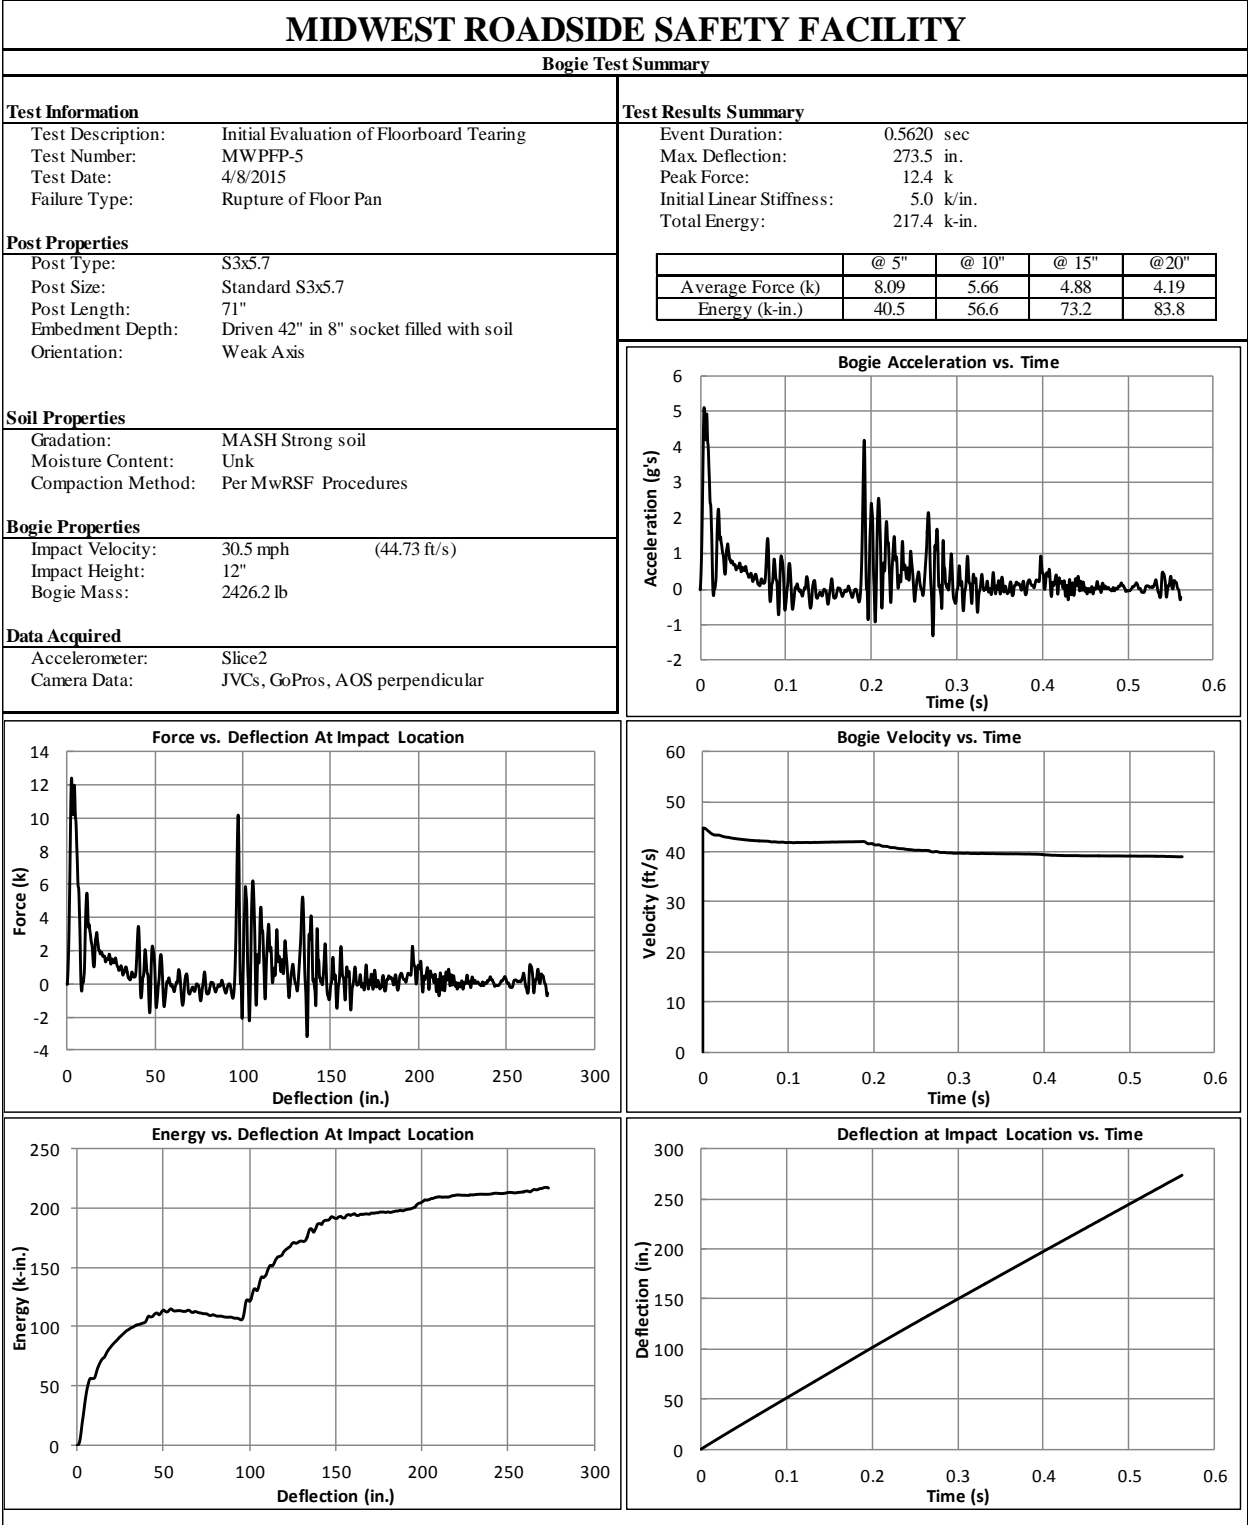 MIDWEST ROADSIDE SAFETY FACILITY
Bogie Test Summary
Test Information
Test Description: Initial Evaluation of Floorboard Tearing
Test Number: MWPFP-5
Test Date: 4/8/2015
Failure Type: Rupture of Floor Pan
Post Properties
Post Type: S3x5.7
Post Size: Standard S3x5.7
Post Length: 71"
Embedment Depth: Driven 42" in 8" socket filled with soil
Orientation: Weak Axis
Soil Properties
Gradation: MASH Strong soil
Moisture Content: Unk
Compaction Method: Per MwRSF Procedures
Bogie Properties
Impact Velocity: 30.5 mph (44.73 ft/s)
Impact Height: 12"
Bogie Mass: 2426.2 lb
Data Acquired
Accelerometer: Slice2
Camera Data: JVCs, GoPros, AOS perpendicular
Test Results Summary
Event Duration: 0.5620 sec
Max. Deflection: 273.5 in.
Peak Force: 12.4 k
Initial Linear Stiffness: 5.0 k/in.
Total Energy: 217.4 k-in.
@ 5" @ 10" @ 15" @20"
Average Force (k) 8.09 5.66 4.88 4.19
Energy (k-in.) 40.5 56.6 73.2 83.8
Bogie Acceleration vs. Time
6
5
4
3
2
1
0
-1
-2
Acceleration (g's)
0 0.1 0.2 0.3 0.4 0.5 0.6
Time (s)
Force vs. Deflection At Impact Location
14
12
10
8
6
4
2
0
-2
-4
Force (k)
0 50 100 150 200 250 300
Deflection (in.)
Bogie Velocity vs. Time
60
50
40
30
20
10
0
Velocity (ft/s)
0 0.1 0.2 0.3 0.4 0.5 0.6
Time (s)
Energy vs. Deflection At Impact Location
250
200
150
100
50
0
Energy (k-in.)
0 50 100 150 200 250 300
Deflection (in.)
Deflection at Impact Location vs. Time
300
250
200
150
100
50
0
Deflection (in.)
0 0.1 0.2 0.3 0.4 0.5 0.6
Time (s)